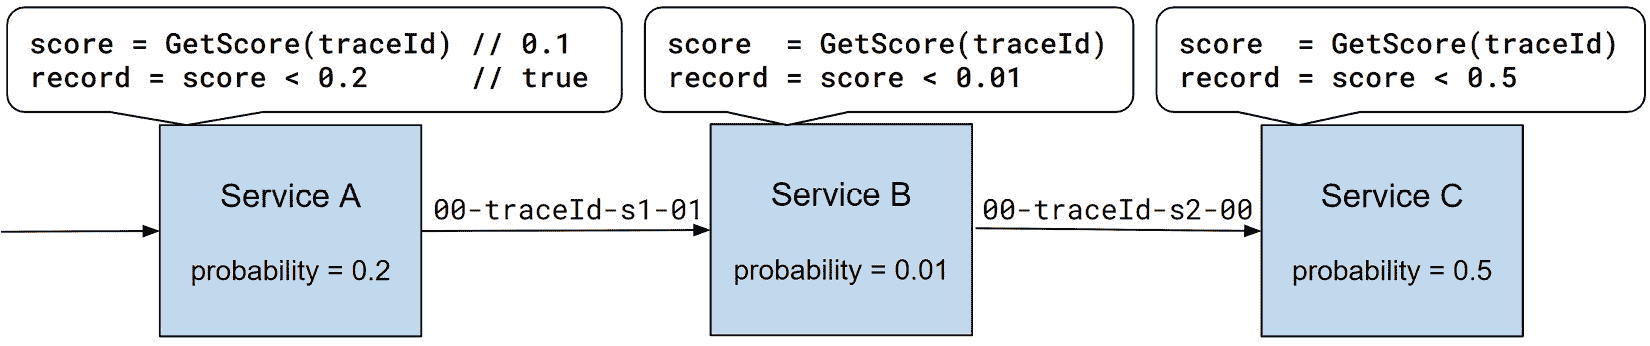 score = GetScore(traceId) // 0.1
record = score < 0.2      // true
score  = GetScore(traceId)
record = score < 0.01
score  = GetScore(traceId)
record = score < 0.5
Service A
probability = 0.2
00-traceId-s1-01
Service B
probability = 0.01
00-traceId-s2-00
Service C
probability = 0.5